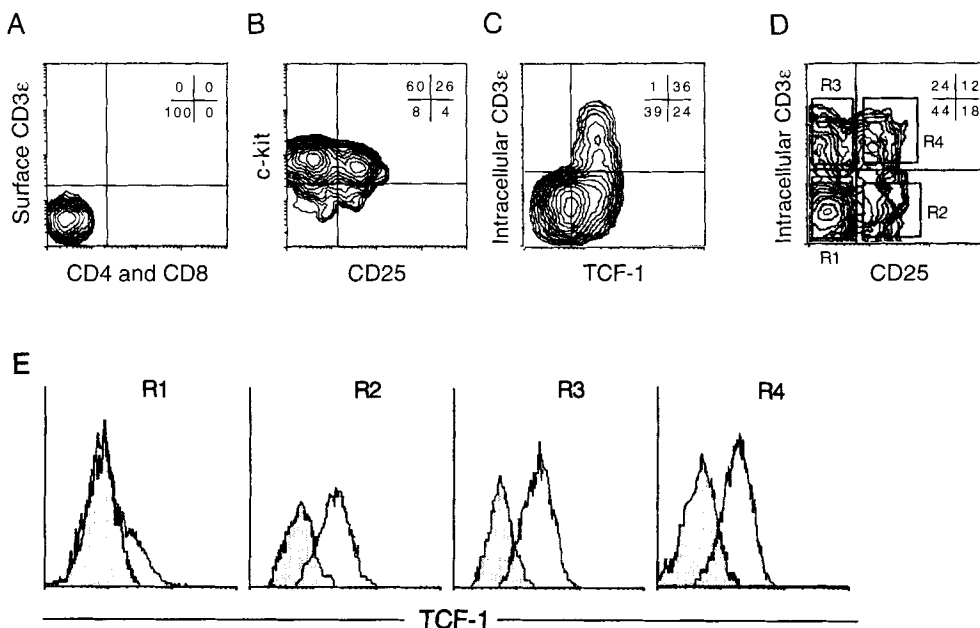 A
Surface CD3ε
0 0
100 0
CD4 and CD8
B
c-kit
60 26
8 4
CD25
C
Intracellular CD3ε
1 36
39 24
TCF-1
D
Intracellular CD3ε
R3
24 12
44 18
R4
R2
R1
CD25
E
R1
R2
R3
R4
TCF-1